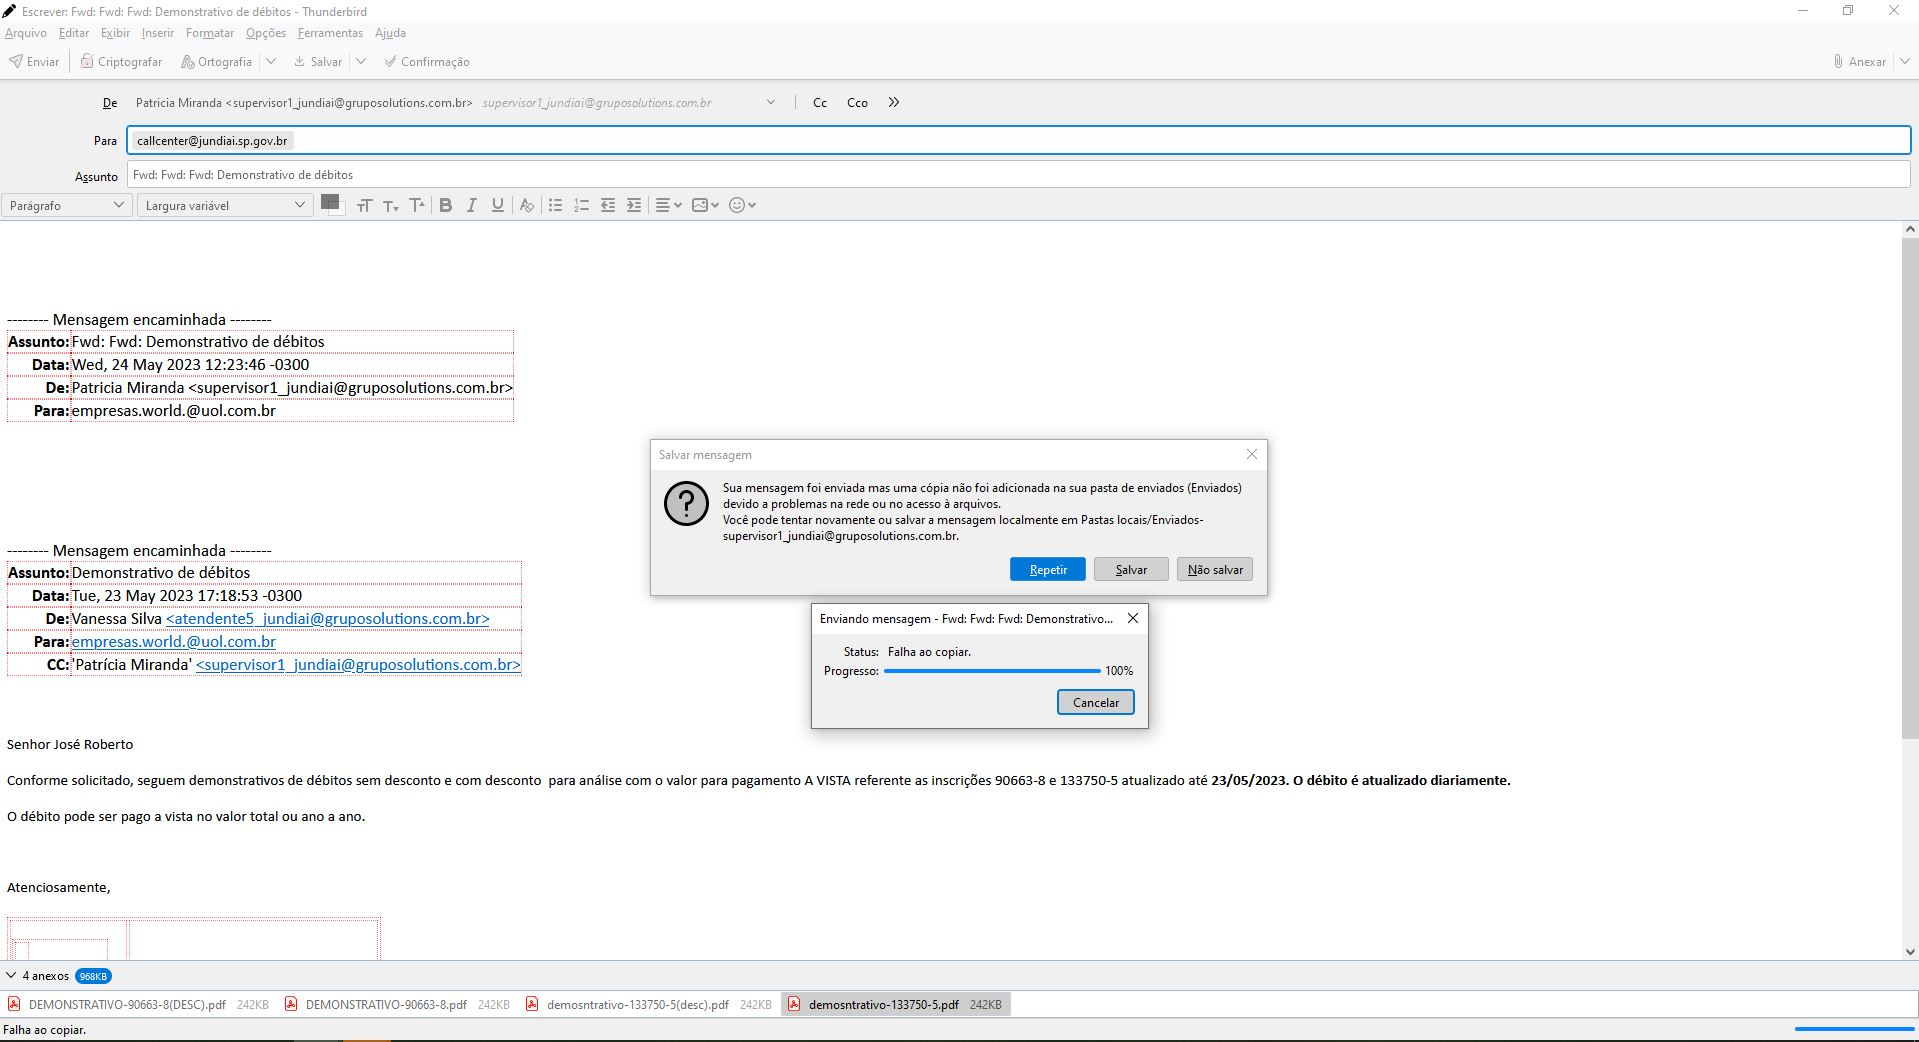 Escrever: Fwd: Fwd: Fwd: Demonstrativo de débitos - Thunderbird
Arquivo Editar Exibir Inserir Formatar Opções Ferramentas Ajuda
Enviar Criptografar Ortografia Salvar Confirmação Anexar
De Patricia Miranda <supervisor1_jundiai@gruposolutions.com.br> supervisor1_jundiai@gruposolutions.com.br Cc Cco
Para callcenter@jundiai.sp.gov.br
Assunto Fwd: Fwd: Fwd: Demonstrativo de débitos
Parágrafo Largura variável
-------- Mensagem encaminhada --------
Assunto: Fwd: Fwd: Demonstrativo de débitos
Data: Wed, 24 May 2023 12:23:46 -0300
De: Patricia Miranda <supervisor1_jundiai@gruposolutions.com.br>
Para: empresas.world.@uol.com.br
Salvar mensagem
Sua mensagem foi enviada mas uma cópia não foi adicionada na sua pasta de enviados (Enviados)
devido a problemas na rede ou no acesso à arquivos.
Você pode tentar novamente ou salvar a mensagem localmente em Pastas locais/Enviados-
supervisor1_jundiai@gruposolutions.com.br.
Repetir Salvar Não salvar
-------- Mensagem encaminhada --------
Assunto: Demonstrativo de débitos
Data: Tue, 23 May 2023 17:18:53 -0300
De: Vanessa Silva <atendente5_jundiai@gruposolutions.com.br>
Para: empresas.world.@uol.com.br
CC: 'Patrícia Miranda' <supervisor1_jundiai@gruposolutions.com.br>
Enviando mensagem - Fwd: Fwd: Fwd: Demonstrativo...
Status: Falha ao copiar.
Progresso: 100%
Cancelar
Senhor José Roberto
Conforme solicitado, seguem demonstrativos de débitos sem desconto e com desconto para análise com o valor para pagamento A VISTA referente as inscrições 90663-8 e 133750-5 atualizado até 23/05/2023. O débito é atualizado diariamente.
O débito pode ser pago a vista no valor total ou ano a ano.
Atenciosamente,
4 anexos 968KB
DEMONSTRATIVO-90663-8(DESC).pdf 242KB DEMONSTRATIVO-90663-8.pdf 242KB demosntrativo-133750-5(desc).pdf 242KB demosntrativo-133750-5.pdf 242KB
Falha ao copiar.